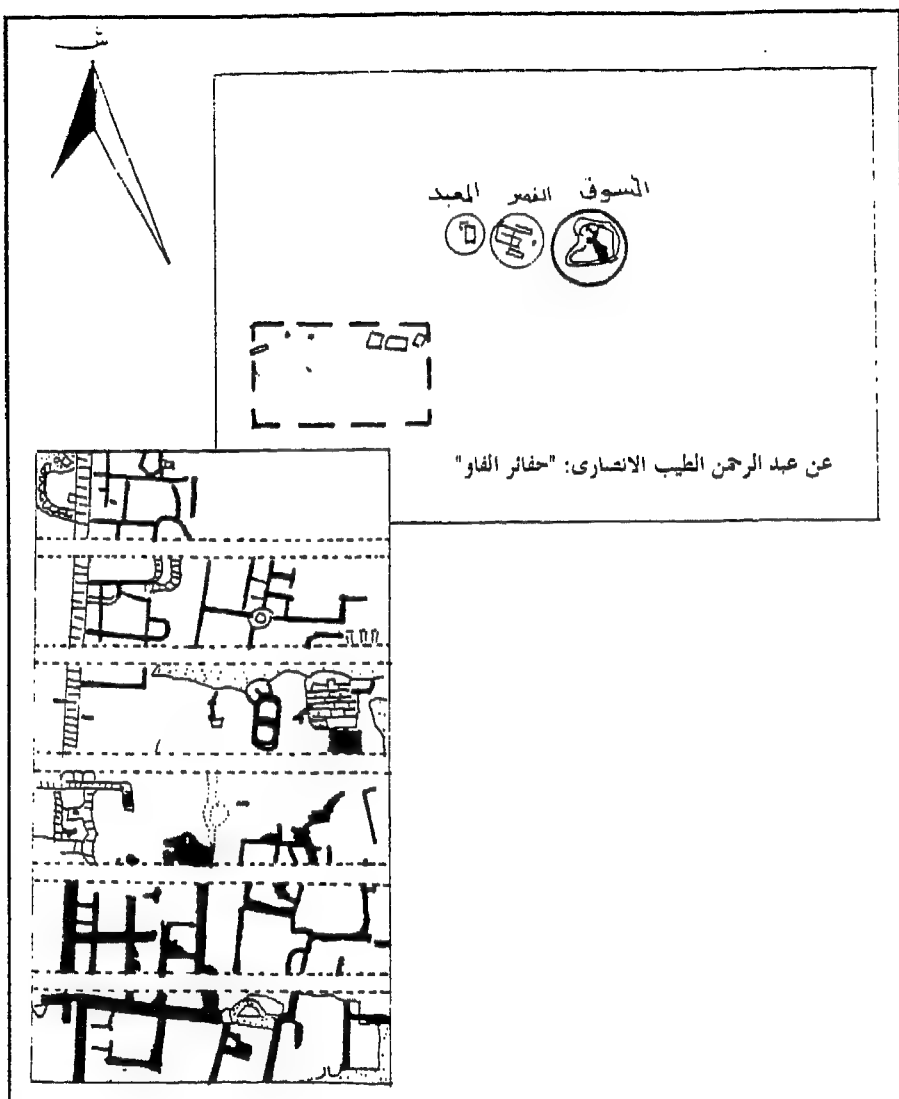 ش
السوق القصر المعبد
عن عبد الرحمن الطيب الانصارى: "حفائر الفاو"